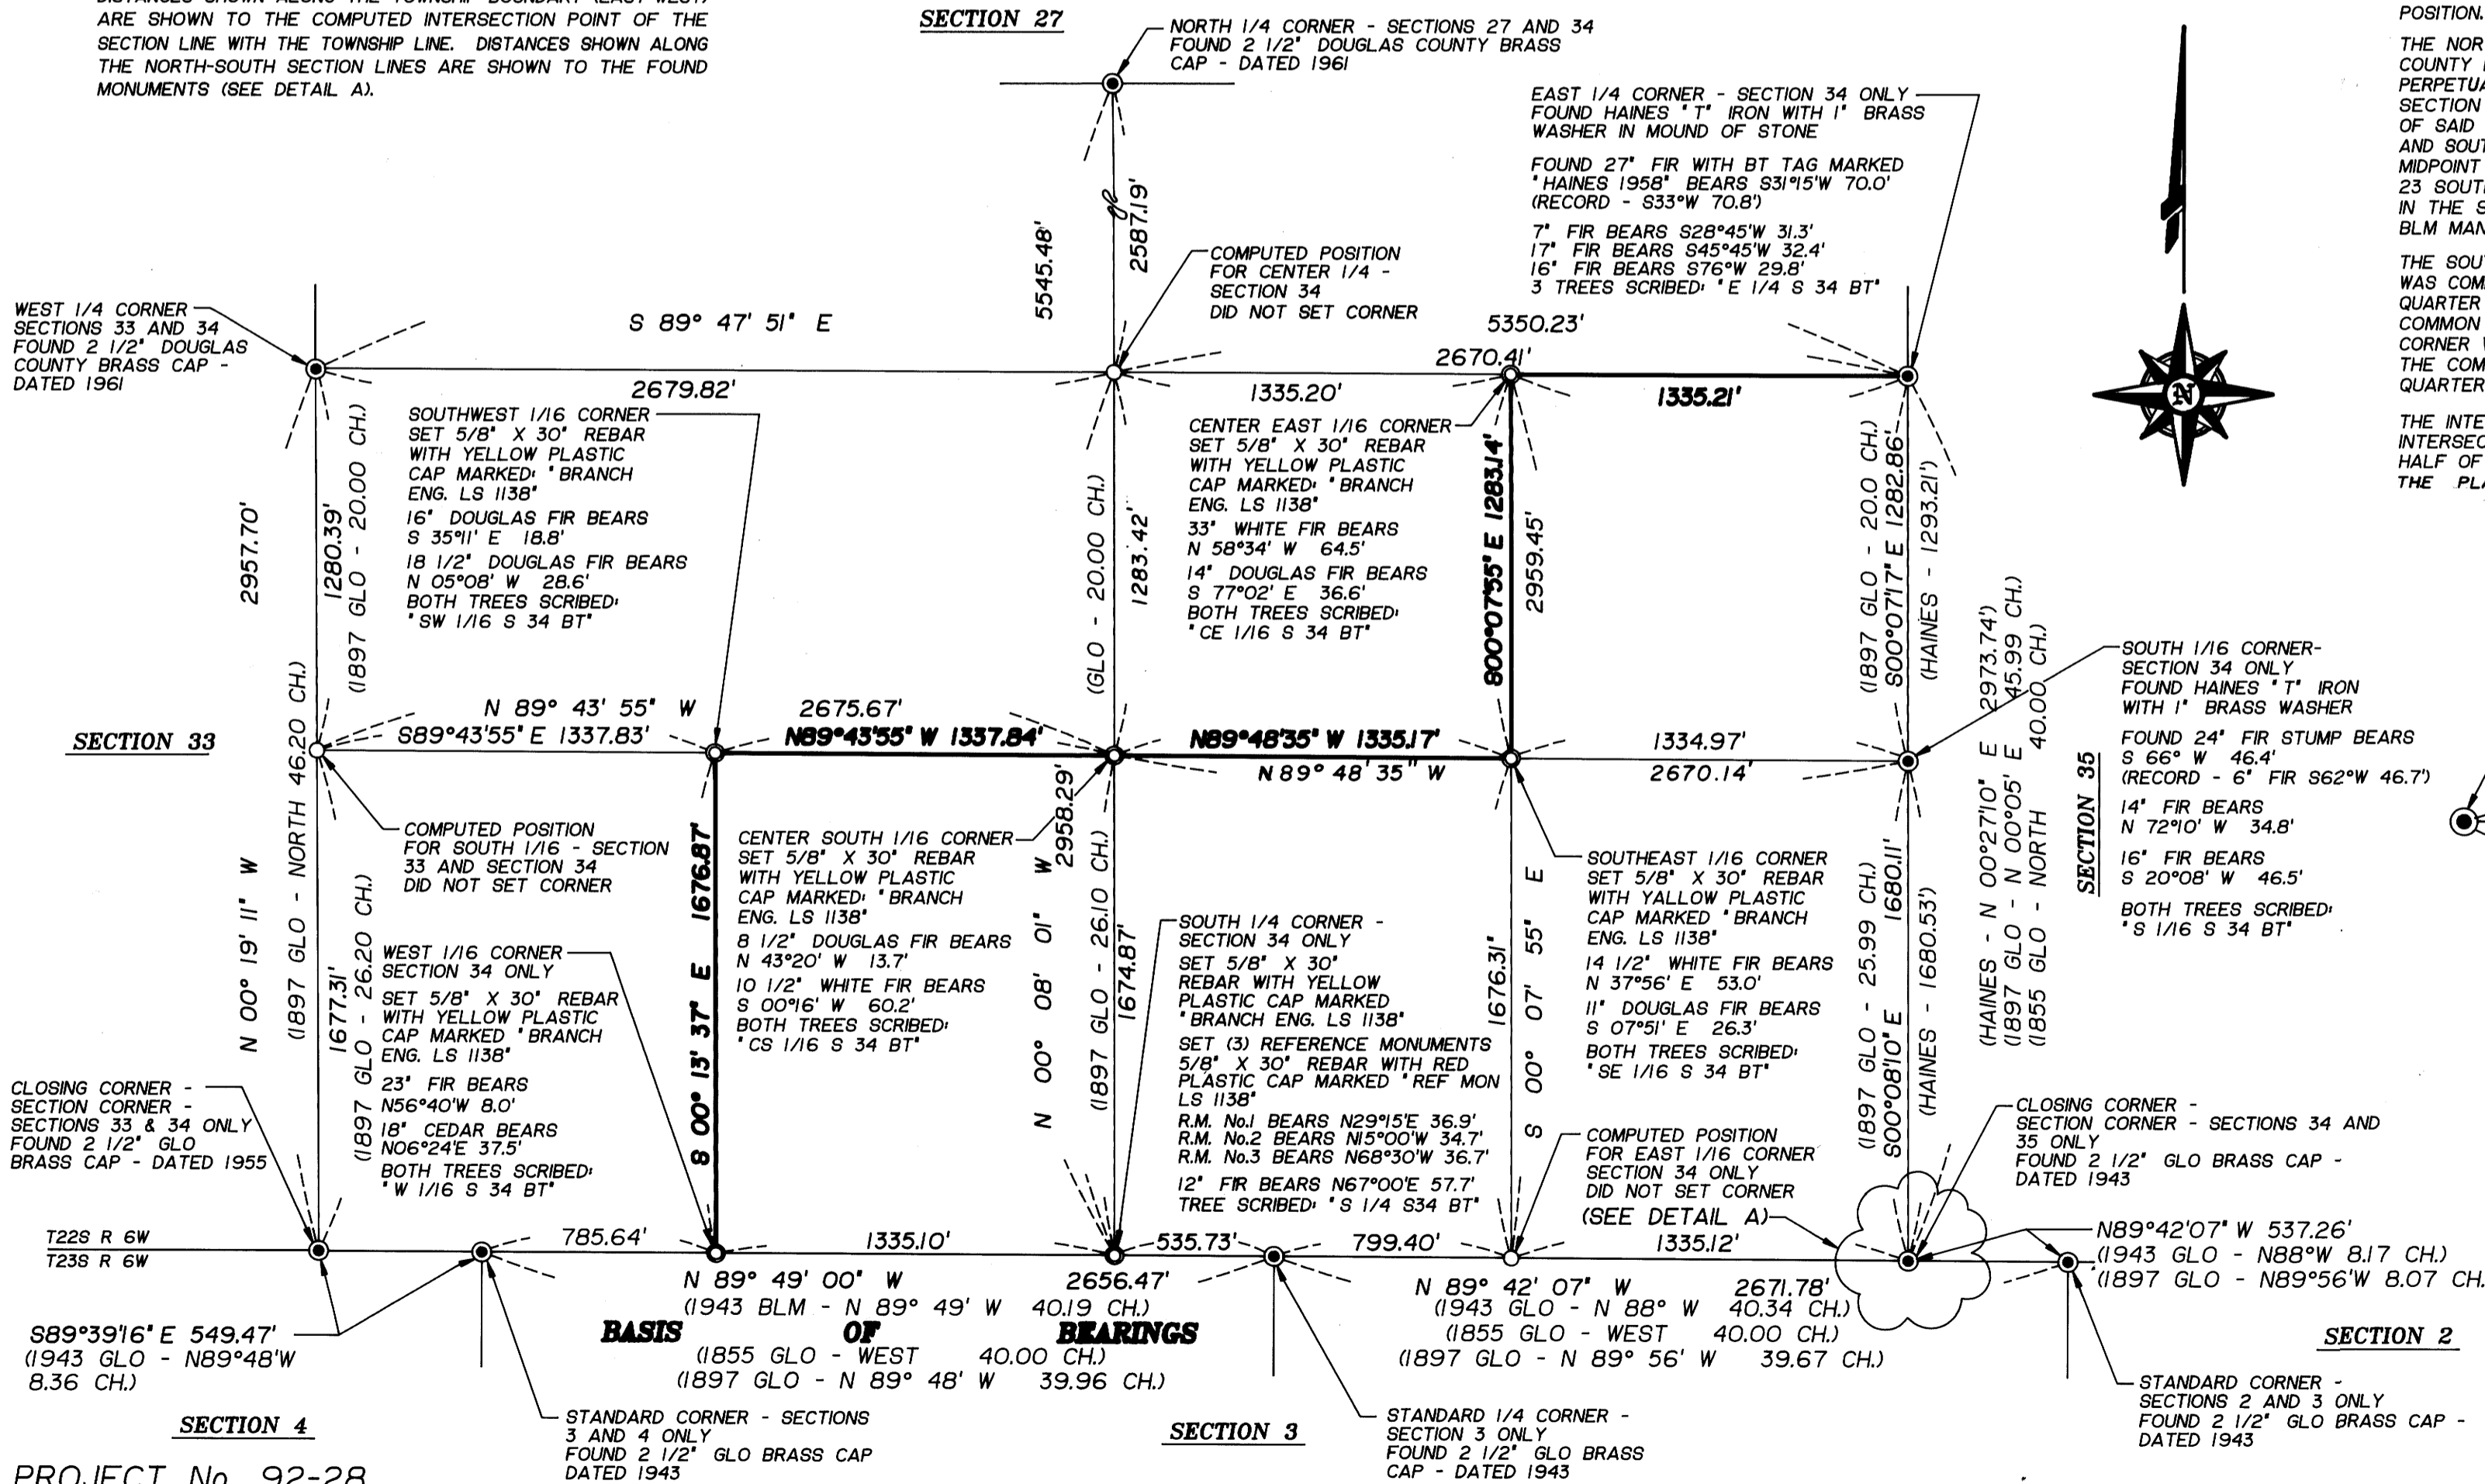 DISTANCES SHOWN ALONG THE TOWNSHIP BOUNDARY (EAST-WEST)
ARE SHOWN TO THE COMPUTED INTERSECTION POINT OF THE
SECTION LINE WITH THE TOWNSHIP LINE. DISTANCES SHOWN ALONG
THE NORTH-SOUTH SECTION LINES ARE SHOWN TO THE FOUND
MONUMENTS (SEE DETAIL A).
SECTION 27
NORTH 1/4 CORNER - SECTIONS 27 AND 34
FOUND 2 1/2" DOUGLAS COUNTY BRASS
CAP - DATED 1961
EAST 1/4 CORNER - SECTION 34 ONLY
FOUND HAINES "T" IRON WITH 1" BRASS
WASHER IN MOUND OF STONE
FOUND 27" FIR WITH BT TAG MARKED
"HAINES 1958" BEARS S31°15'W 70.0'
(RECORD - S33°W 70.8')
7" FIR BEARS S28°45'W 31.3'
17" FIR BEARS S45°45'W 32.4'
16" FIR BEARS S76°W 29.8'
3 TREES SCRIBED: "E 1/4 S 34 BT"
POSITION.
THE NOR
COUNTY
PERPETUA
SECTION
OF SAID
AND SOUT
MIDPOINT
23 SOUT
IN THE S
BLM MAN
THE SOU
WAS COM
QUARTER
COMMON
CORNER
THE COM
QUARTER
THE INTE
INTERSEC
HALF OF
THE PLA
N
5545.48'
2587.19'
COMPUTED POSITION
FOR CENTER 1/4 -
SECTION 34
DID NOT SET CORNER
WEST 1/4 CORNER
SECTIONS 33 AND 34
FOUND 2 1/2" DOUGLAS
COUNTY BRASS CAP -
DATED 1961
S 89° 47' 51" E
5350.23'
2670.41'
2679.82'
1335.20'
1335.21'
SOUTHWEST 1/16 CORNER
SET 5/8" X 30" REBAR
WITH YELLOW PLASTIC
CAP MARKED: "BRANCH
ENG. LS 1138"
16" DOUGLAS FIR BEARS
S 35°11' E 18.8'
18 1/2" DOUGLAS FIR BEARS
N 05°08' W 28.6'
BOTH TREES SCRIBED:
"SW 1/16 S 34 BT"
CENTER EAST 1/16 CORNER
SET 5/8" X 30" REBAR
WITH YELLOW PLASTIC
CAP MARKED: "BRANCH
ENG. LS 1138"
33" WHITE FIR BEARS
N 58°34' W 64.5'
14" DOUGLAS FIR BEARS
S 77°02' E 36.6'
BOTH TREES SCRIBED:
"CE 1/16 S 34 BT"
2957.70'
1280.39'
(1897 GLO - 20.00 CH.)
(GLO - 20.00 CH.)
1283.42'
S00°07'55" E 1283.14'
2959.45'
(1897 GLO - 20.0 CH.)
S00°07'17" E 1282.86'
(HAINES - 1293.21')
(HAINES - N 00°27'10" E 2973.74')
(1897 GLO - N 00°05' E 45.99 CH.)
(1855 GLO - NORTH 40.00 CH.)
SOUTH 1/16 CORNER-
SECTION 34 ONLY
FOUND HAINES "T" IRON
WITH 1" BRASS WASHER
FOUND 24" FIR STUMP BEARS
S 66° W 46.4'
(RECORD - 6" FIR S62°W 46.7')
14" FIR BEARS
N 72°10' W 34.8'
16" FIR BEARS
S 20°08' W 46.5'
BOTH TREES SCRIBED:
"S 1/16 S 34 BT"
SECTION 33
SECTION 35
N 89° 43' 55" W 2675.67'
S89°43'55" E 1337.83'
N89°43'55" W 1337.84'
N89°48'35" W 1335.17'
N 89° 48' 35" W
1334.97'
2670.14'
COMPUTED POSITION
FOR SOUTH 1/16 - SECTION
33 AND SECTION 34
DID NOT SET CORNER
CENTER SOUTH 1/16 CORNER
SET 5/8" X 30" REBAR
WITH YELLOW PLASTIC
CAP MARKED: "BRANCH
ENG. LS 1138"
8 1/2" DOUGLAS FIR BEARS
N 43°20' W 13.7'
10 1/2" WHITE FIR BEARS
S 00°16' W 60.2'
BOTH TREES SCRIBED:
"CS 1/16 S 34 BT"
SOUTHEAST 1/16 CORNER
SET 5/8" X 30" REBAR
WITH YALLOW PLASTIC
CAP MARKED "BRANCH
ENG. LS 1138"
14 1/2" WHITE FIR BEARS
N 37°56' E 53.0'
11" DOUGLAS FIR BEARS
S 07°51' E 26.3'
BOTH TREES SCRIBED:
"SE 1/16 S 34 BT"
N 00° 19' 11" W
(1897 GLO - NORTH 46.20 CH.)
1677.31'
(1897 GLO - 26.20 CH.)
S 00° 13' 37" E 1676.87'
N 00° 08' 01" W
2958.29'
(1897 GLO - 26.10 CH.)
1674.87'
1676.31"
S 00° 07' 55" E
(1897 GLO - 25.99 CH.)
S00°08'10" E 1680.11'
(HAINES - 1680.53')
WEST 1/16 CORNER
SECTION 34 ONLY
SET 5/8" X 30" REBAR
WITH YELLOW PLASTIC
CAP MARKED "BRANCH
ENG. LS 1138"
23" FIR BEARS
N56°40'W 8.0'
18" CEDAR BEARS
N06°24'E 37.5'
BOTH TREES SCRIBED:
"W 1/16 S 34 BT"
SOUTH 1/4 CORNER -
SECTION 34 ONLY
SET 5/8" X 30"
REBAR WITH YELLOW
PLASTIC CAP MARKED
"BRANCH ENG. LS 1138"
SET (3) REFERENCE MONUMENTS
5/8" X 30" REBAR WITH RED
PLASTIC CAP MARKED "REF MON
LS 1138"
R.M. No.1 BEARS N29°15'E 36.9'
R.M. No.2 BEARS N15°00'W 34.7'
R.M. No.3 BEARS N68°30'W 36.7'
12" FIR BEARS N67°00'E 57.7'
TREE SCRIBED: "S 1/4 S34 BT"
CLOSING CORNER -
SECTION CORNER -
SECTIONS 33 & 34 ONLY
FOUND 2 1/2" GLO
BRASS CAP - DATED 1955
COMPUTED POSITION
FOR EAST 1/16 CORNER
SECTION 34 ONLY
DID NOT SET CORNER
(SEE DETAIL A)
CLOSING CORNER -
SECTION CORNER - SECTIONS 34 AND
35 ONLY
FOUND 2 1/2" GLO BRASS CAP -
DATED 1943
T22S R 6W
T23S R 6W
785.64'
1335.10'
535.73'
799.40'
1335.12'
N89°42'07" W 537.26'
(1943 GLO - N88°W 8.17 CH.)
(1897 GLO - N89°56'W 8.07 CH.
N 89° 49' 00" W 2656.47'
(1943 BLM - N 89° 49' W 40.19 CH.)
BASIS OF BEARINGS
(1855 GLO - WEST 40.00 CH.)
(1897 GLO - N 89° 48' W 39.96 CH.)
N 89° 42' 07" W 2671.78'
(1943 GLO - N 88° W 40.34 CH.)
(1855 GLO - WEST 40.00 CH.)
(1897 GLO - N 89° 56' W 39.67 CH.)
S89°39'16" E 549.47'
(1943 GLO - N89°48'W
8.36 CH.)
SECTION 2
SECTION 4
STANDARD CORNER - SECTIONS
3 AND 4 ONLY
FOUND 2 1/2" GLO BRASS CAP
DATED 1943
SECTION 3
STANDARD 1/4 CORNER -
SECTION 3 ONLY
FOUND 2 1/2" GLO BRASS
CAP - DATED 1943
STANDARD CORNER -
SECTIONS 2 AND 3 ONLY
FOUND 2 1/2" GLO BRASS CAP -
DATED 1943
PROJECT No. 92-28